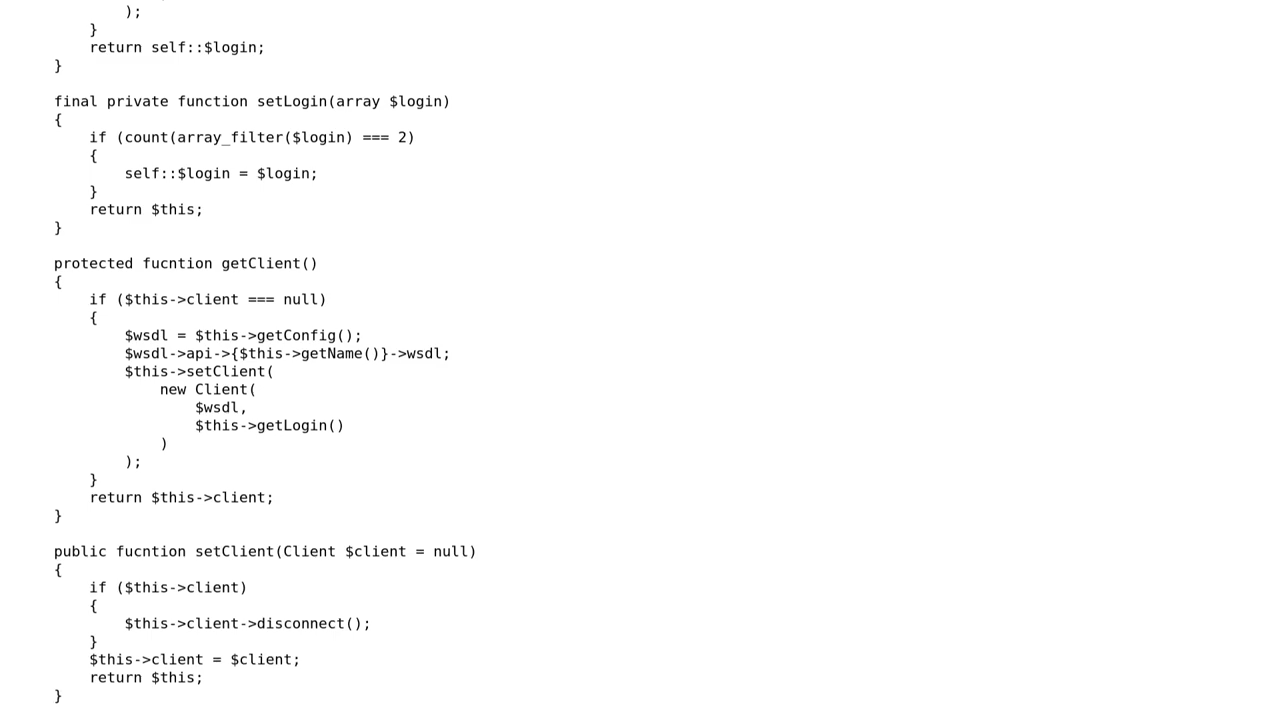 );
    }
    return self::$login;
}

final private function setLogin(array $login)
{
    if (count(array_filter($login) === 2)
    {
        self::$login = $login;
    }
    return $this;
}

protected fucntion getClient()
{
    if ($this->client === null)
    {
        $wsdl = $this->getConfig();
        $wsdl->api->{$this->getName()}->wsdl;
        $this->setClient(
            new Client(
                $wsdl,
                $this->getLogin()
            )
        );
    }
    return $this->client;
}

public fucntion setClient(Client $client = null)
{
    if ($this->client)
    {
        $this->client->disconnect();
    }
    $this->client = $client;
    return $this;
}